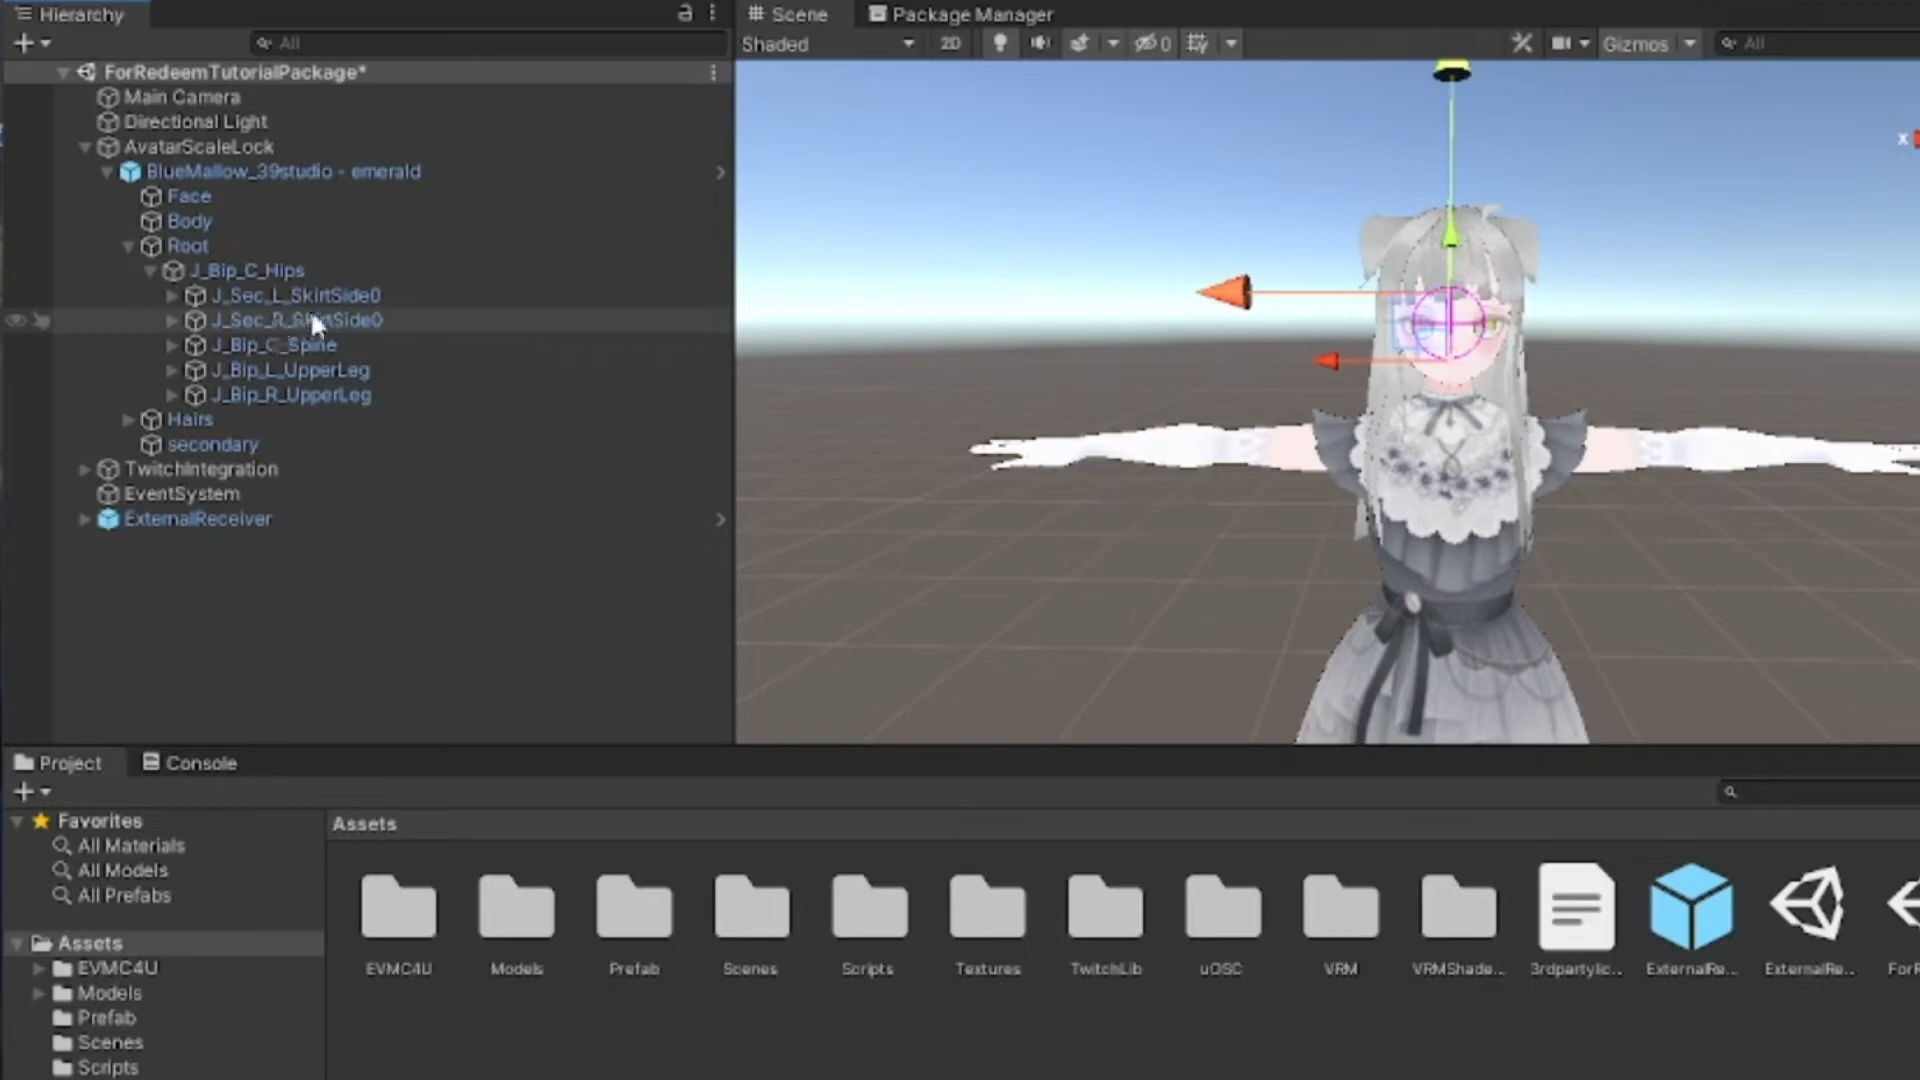 Hierarchy
All
ForRedeemTutorialPackage*
Main Camera
Directional Light
AvatarScaleLock
BlueMallow_39studio - emerald
Face
Body
Root
J_Bip_C_Hips
J_Sec_L_SkirtSide0
J_Sec_R_SkirtSide0
J_Bip_C_Spine
J_Bip_L_UpperLeg
J_Bip_R_UpperLeg
Hairs
secondary
TwitchIntegration
EventSystem
ExternalReceiver
Scene Package Manager
Shaded 2D 0 Gizmos All
x
Project Console
Favorites
All Materials
All Models
All Prefabs
Assets
EVMC4U
Models
Prefab
Scenes
Scripts
Assets
EVMC4U Models Prefab Scenes Scripts Textures TwitchLib uOSC VRM VRMShade... 3rdpartylic... ExternalRe... ExternalRe... ForR